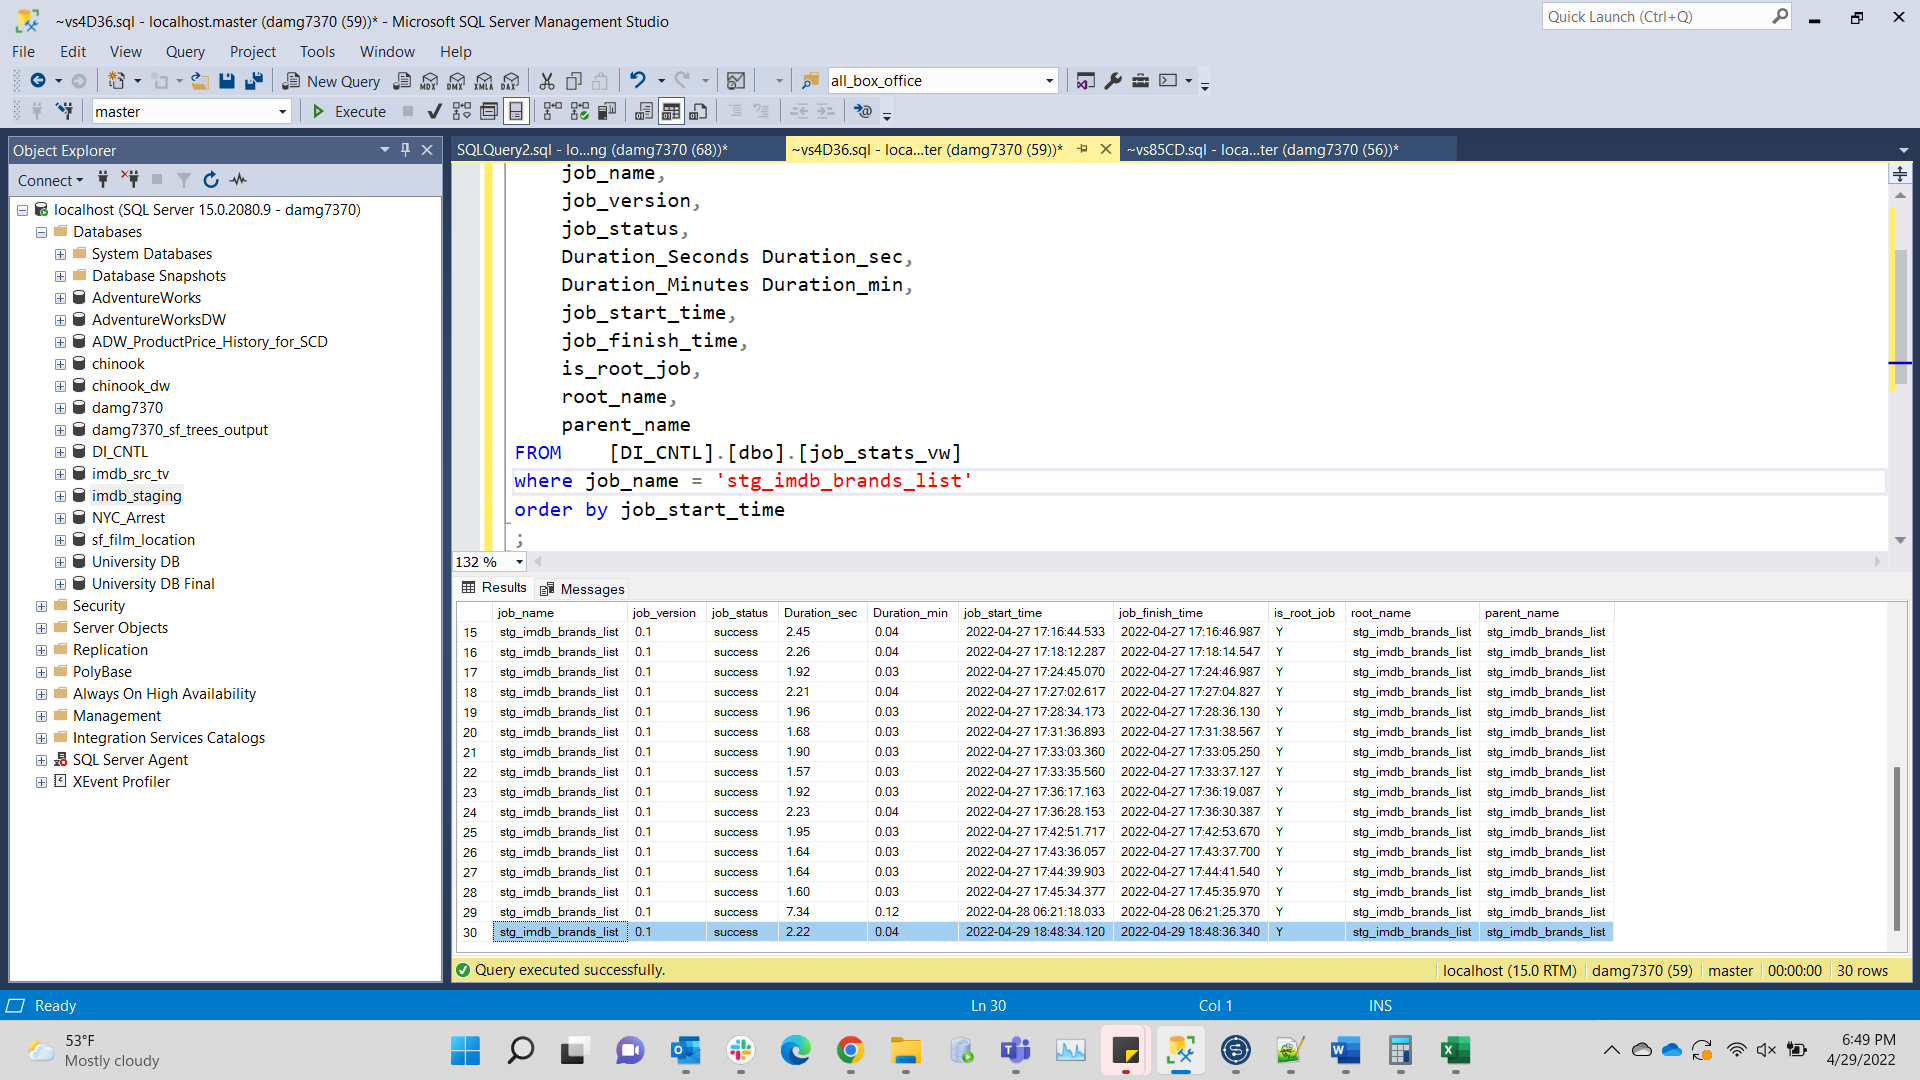 ~vs4D36.sql - localhost.master (damg7370 (59))* - Microsoft SQL Server Management Studio
Quick Launch (Ctrl+Q)
File Edit View Query Project Tools Window Help
New Query MDX DMX XMLA DAX all_box_office
master Execute
Object Explorer
Connect
localhost (SQL Server 15.0.2080.9 - damg7370)
Databases
System Databases
Database Snapshots
AdventureWorks
AdventureWorksDW
ADW_ProductPrice_History_for_SCD
chinook
chinook_dw
damg7370
damg7370_sf_trees_output
DI_CNTL
imdb_src_tv
imdb_staging
NYC_Arrest
sf_film_location
University DB
University DB Final
Security
Server Objects
Replication
PolyBase
Always On High Availability
Management
Integration Services Catalogs
SQL Server Agent
XEvent Profiler
SQLQuery2.sql - lo...ng (damg7370 (68))* ~vs4D36.sql - loca...ter (damg7370 (59))* ~vs85CD.sql - loca...ter (damg7370 (56))*
job_name,
job_version,
job_status,
Duration_Seconds Duration_sec,
Duration_Minutes Duration_min,
job_start_time,
job_finish_time,
is_root_job,
root_name,
parent_name
FROM [DI_CNTL].[dbo].[job_stats_vw]
where job_name = 'stg_imdb_brands_list'
order by job_start_time
;
132 %
Results Messages
job_name job_version job_status Duration_sec Duration_min job_start_time job_finish_time is_root_job root_name parent_name
15 stg_imdb_brands_list 0.1 success 2.45 0.04 2022-04-27 17:16:44.533 2022-04-27 17:16:46.987 Y stg_imdb_brands_list stg_imdb_brands_list
16 stg_imdb_brands_list 0.1 success 2.26 0.04 2022-04-27 17:18:12.287 2022-04-27 17:18:14.547 Y stg_imdb_brands_list stg_imdb_brands_list
17 stg_imdb_brands_list 0.1 success 1.92 0.03 2022-04-27 17:24:45.070 2022-04-27 17:24:46.987 Y stg_imdb_brands_list stg_imdb_brands_list
18 stg_imdb_brands_list 0.1 success 2.21 0.04 2022-04-27 17:27:02.617 2022-04-27 17:27:04.827 Y stg_imdb_brands_list stg_imdb_brands_list
19 stg_imdb_brands_list 0.1 success 1.96 0.03 2022-04-27 17:28:34.173 2022-04-27 17:28:36.130 Y stg_imdb_brands_list stg_imdb_brands_list
20 stg_imdb_brands_list 0.1 success 1.68 0.03 2022-04-27 17:31:36.893 2022-04-27 17:31:38.567 Y stg_imdb_brands_list stg_imdb_brands_list
21 stg_imdb_brands_list 0.1 success 1.90 0.03 2022-04-27 17:33:03.360 2022-04-27 17:33:05.250 Y stg_imdb_brands_list stg_imdb_brands_list
22 stg_imdb_brands_list 0.1 success 1.57 0.03 2022-04-27 17:33:35.560 2022-04-27 17:33:37.127 Y stg_imdb_brands_list stg_imdb_brands_list
23 stg_imdb_brands_list 0.1 success 1.92 0.03 2022-04-27 17:36:17.163 2022-04-27 17:36:19.087 Y stg_imdb_brands_list stg_imdb_brands_list
24 stg_imdb_brands_list 0.1 success 2.23 0.04 2022-04-27 17:36:28.153 2022-04-27 17:36:30.387 Y stg_imdb_brands_list stg_imdb_brands_list
25 stg_imdb_brands_list 0.1 success 1.95 0.03 2022-04-27 17:42:51.717 2022-04-27 17:42:53.670 Y stg_imdb_brands_list stg_imdb_brands_list
26 stg_imdb_brands_list 0.1 success 1.64 0.03 2022-04-27 17:43:36.057 2022-04-27 17:43:37.700 Y stg_imdb_brands_list stg_imdb_brands_list
27 stg_imdb_brands_list 0.1 success 1.64 0.03 2022-04-27 17:44:39.903 2022-04-27 17:44:41.540 Y stg_imdb_brands_list stg_imdb_brands_list
28 stg_imdb_brands_list 0.1 success 1.60 0.03 2022-04-27 17:45:34.377 2022-04-27 17:45:35.970 Y stg_imdb_brands_list stg_imdb_brands_list
29 stg_imdb_brands_list 0.1 success 7.34 0.12 2022-04-28 06:21:18.033 2022-04-28 06:21:25.370 Y stg_imdb_brands_list stg_imdb_brands_list
30 stg_imdb_brands_list 0.1 success 2.22 0.04 2022-04-29 18:48:34.120 2022-04-29 18:48:36.340 Y stg_imdb_brands_list stg_imdb_brands_list
Query executed successfully. localhost (15.0 RTM) damg7370 (59) master 00:00:00 30 rows
Ready Ln 30 Col 1 INS
53°F
Mostly cloudy
6:49 PM
4/29/2022